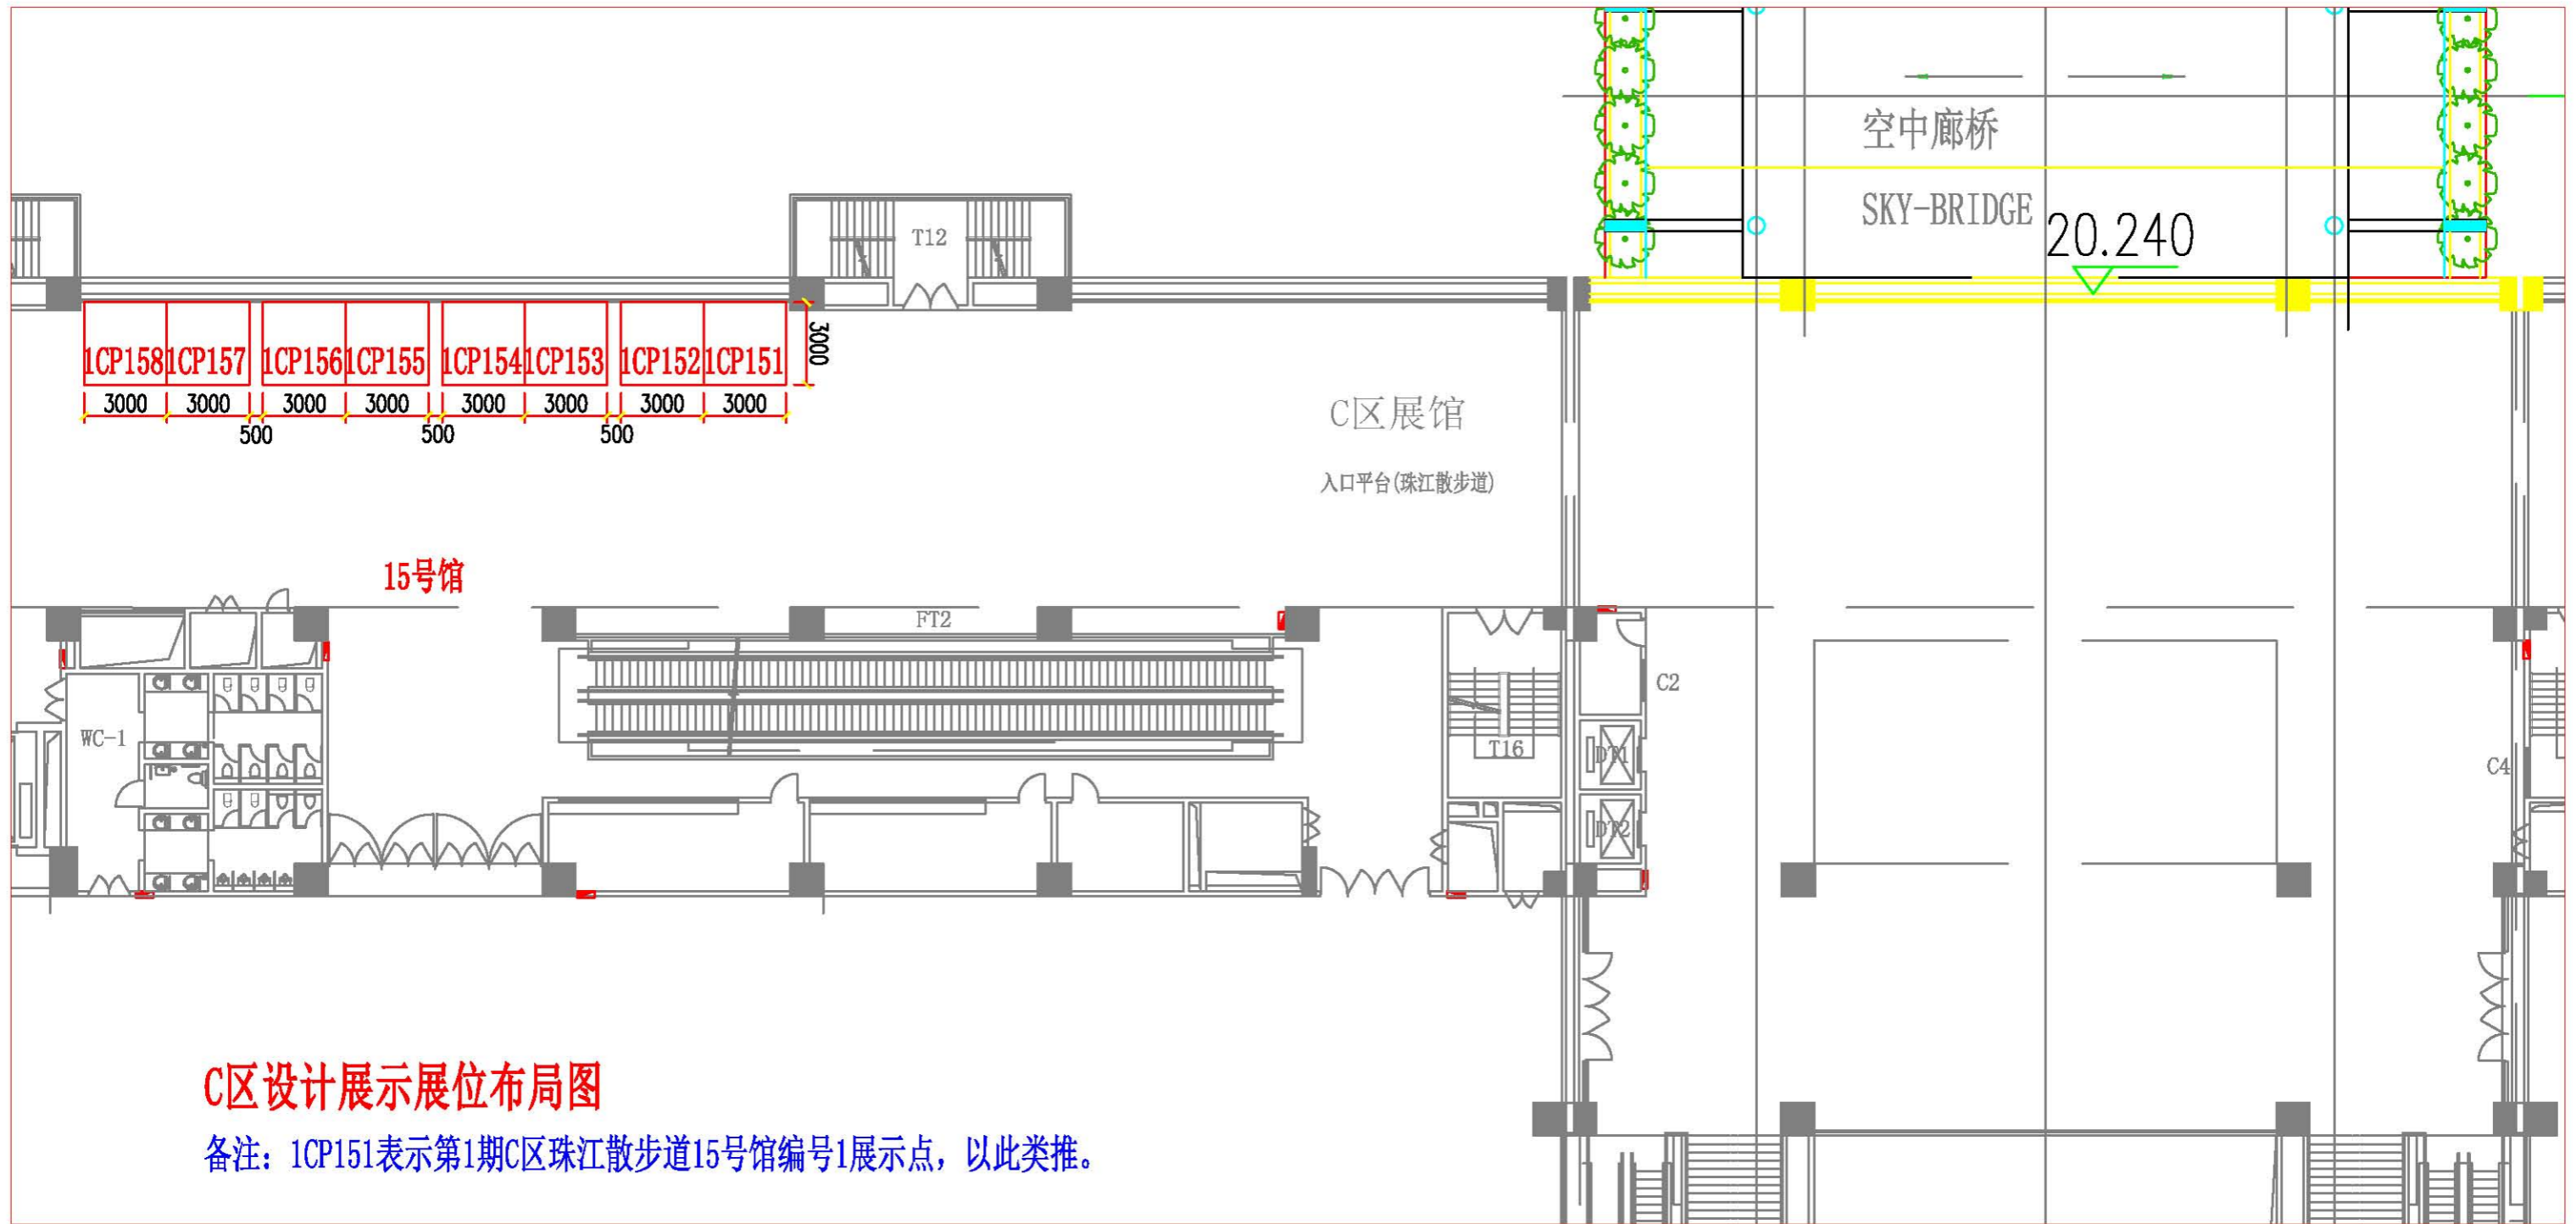 空中廊桥
SKY-BRIDGE
20.240
T12
1CP158 1CP157 1CP156 1CP155 1CP154 1CP153 1CP152 1CP151
3000
3000 3000 3000 3000 3000 3000 3000 3000
500 500 500
C区展馆
入口平台(珠江散步道)
15号馆
FT2
C2
WC-1
T16
DT1
C4
DT2
C区设计展示展位布局图
备注：1CP151表示第1期C区珠江散步道15号馆编号1展示点，以此类推。